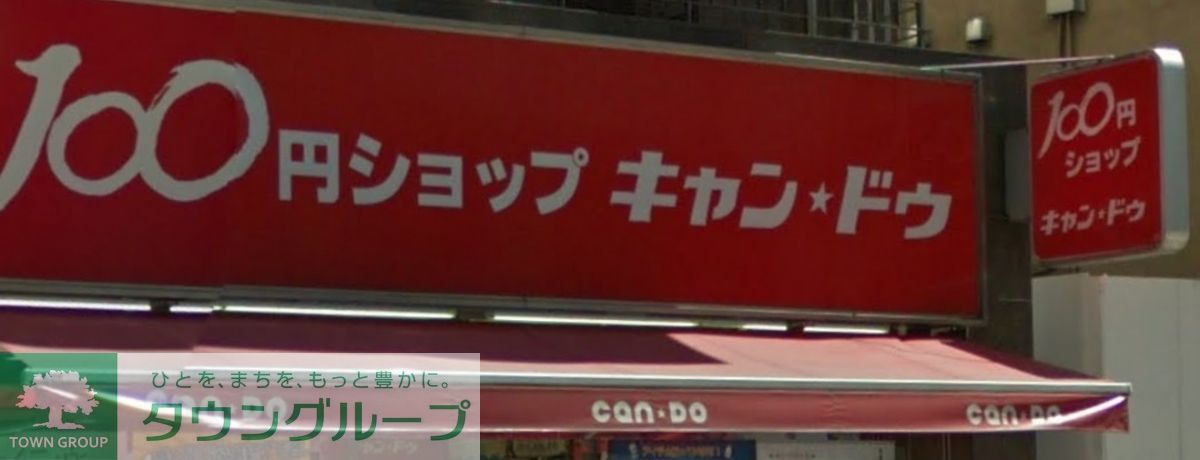 100円ショップ キャン★ドゥ
100円
ショップ
キャン★ドゥ
can★do
can★do
ひとを、まちを、もっと豊かに。
タウングループ
TOWN GROUP